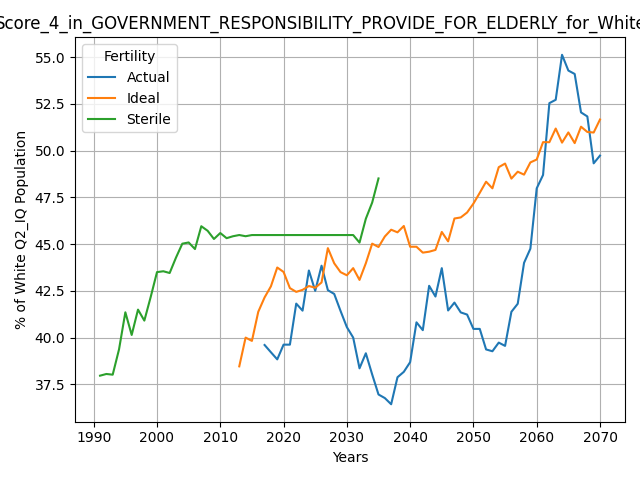 Score_4_in_GOVERNMENT_RESPONSIBILITY_PROVIDE_FOR_ELDERLY_for_White
Fertility
Actual
Ideal
Sterile
% of White Q2_IQ Population
55.0
52.5
50.0
47.5
45.0
42.5
40.0
37.5
1990 2000 2010 2020 2030 2040 2050 2060 2070
Years